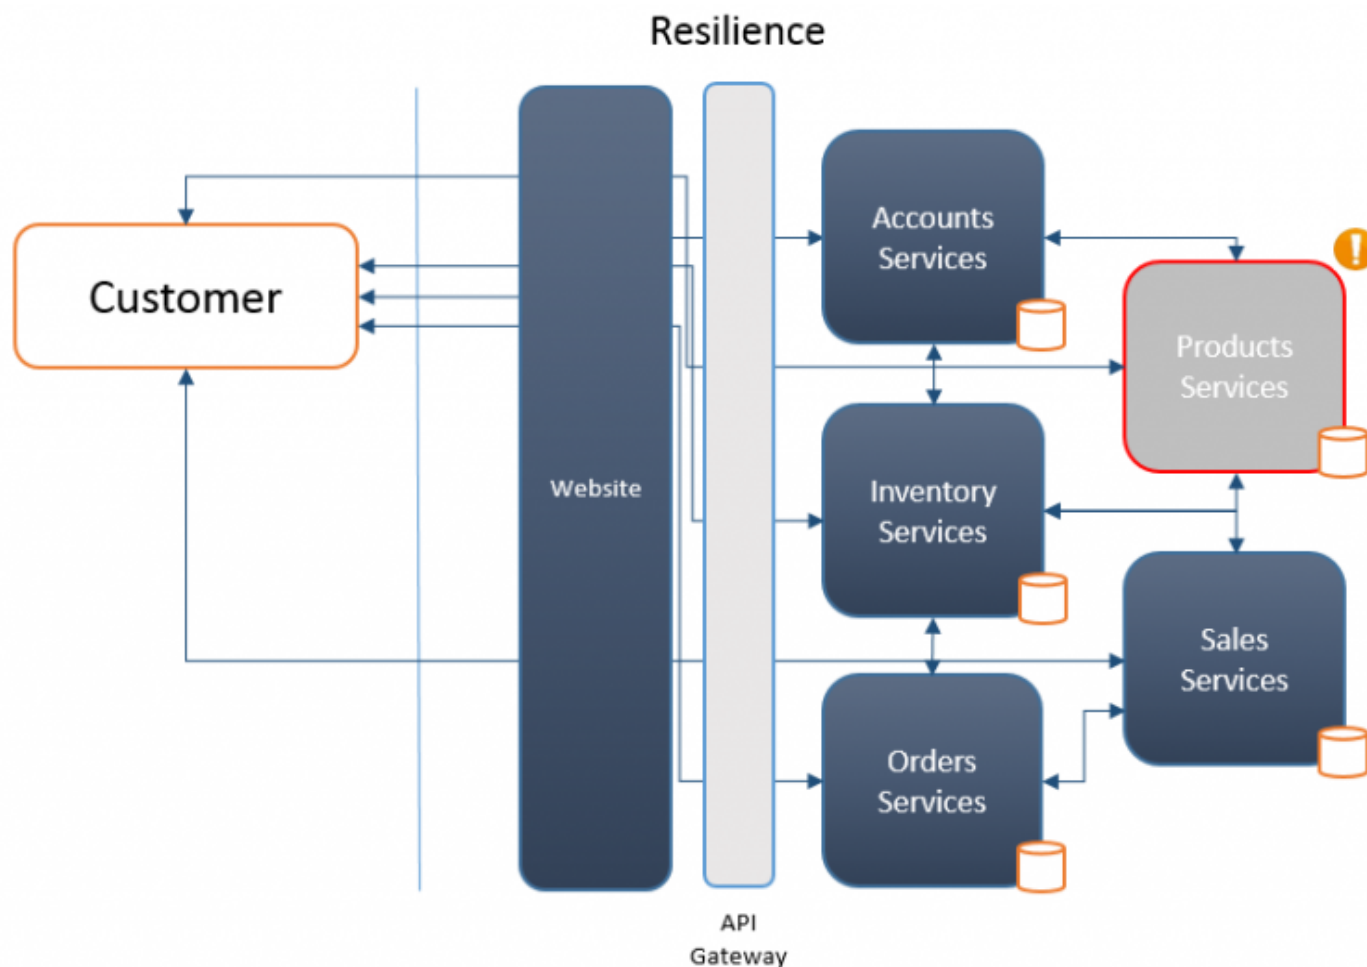 Resilience
Customer
Website
Accounts
Services
Products
Services
Inventory
Services
Sales
Services
Orders
Services
API
Gateway